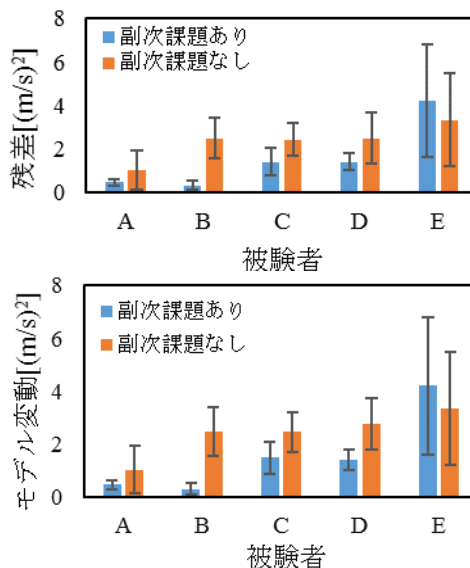 残差[(m/s)²]
8
6
4
2
0
副次課題あり
副次課題なし
A B C D E
被験者
モデル変動[(m/s)²]
8
6
4
2
0
副次課題あり
副次課題なし
A B C D E
被験者